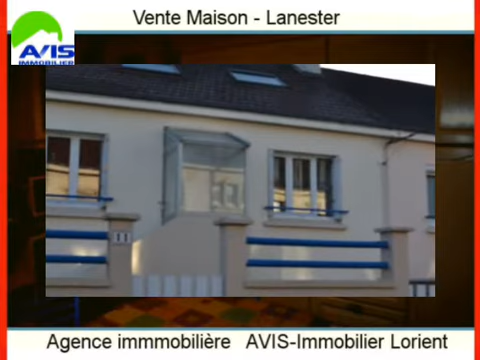 Vente Maison - Lanester
AVIS
IMMOBILIER
11
Agence immmobilière AVIS-Immobilier Lorient